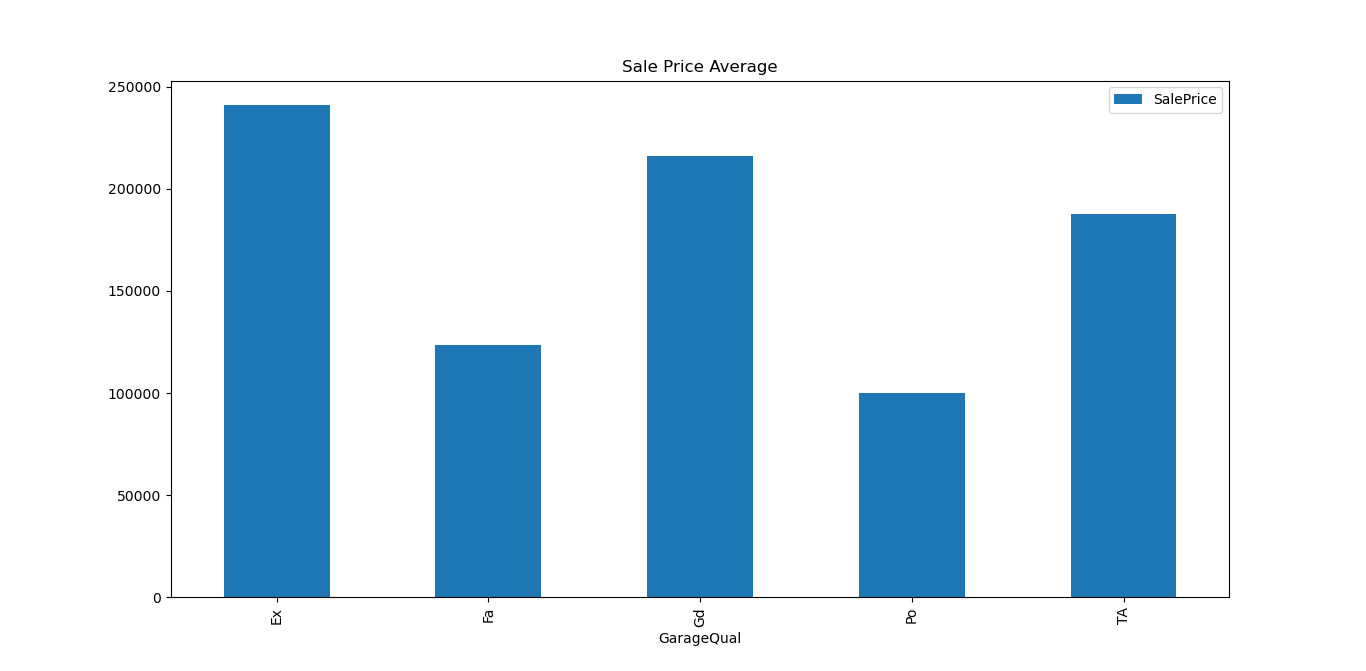 Sale Price Average
SalePrice
250000
200000
150000
100000
50000
0
Ex
Fa
Gd
Po
TA
GarageQual